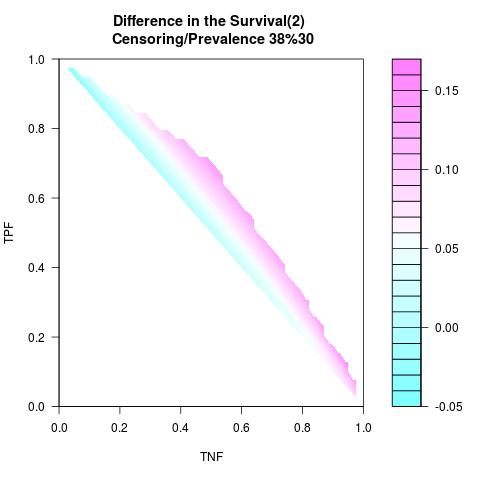 Difference in the Survival(2)
Censoring/Prevalence 38%30
1.0
0.8
0.6
0.4
0.2
0.0
TPF
0.0 0.2 0.4 0.6 0.8 1.0
TNF
0.15
0.10
0.05
0.00
-0.05